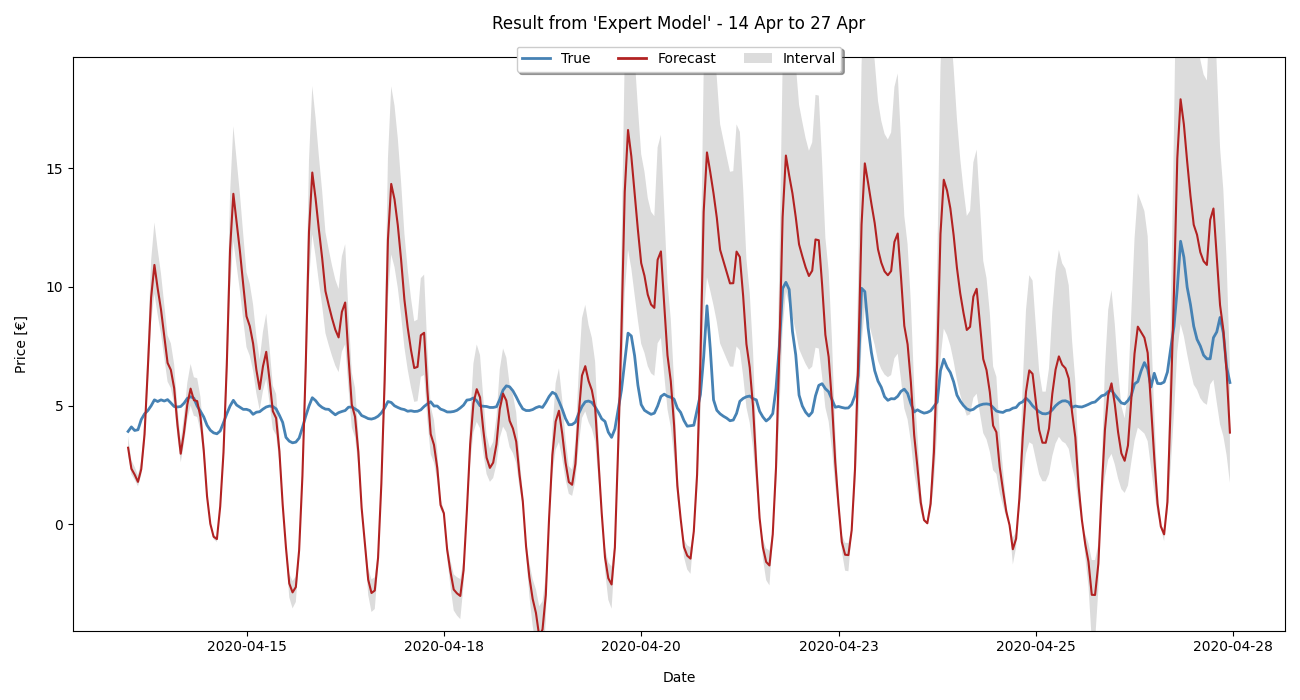 Result from 'Expert Model' - 14 Apr to 27 Apr
True Forecast Interval
15
10
5
0
Price [€]
2020-04-15 2020-04-18 2020-04-20 2020-04-23 2020-04-25 2020-04-28
Date